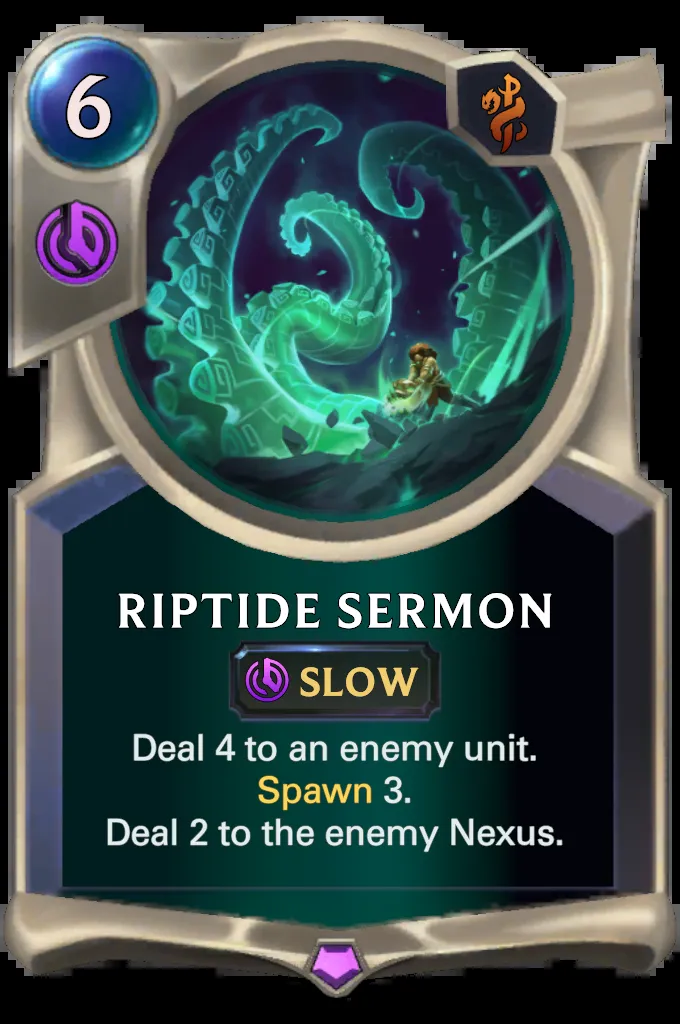 6
RIPTIDE SERMON
SLOW
Deal 4 to an enemy unit.
Spawn 3.
Deal 2 to the enemy Nexus.